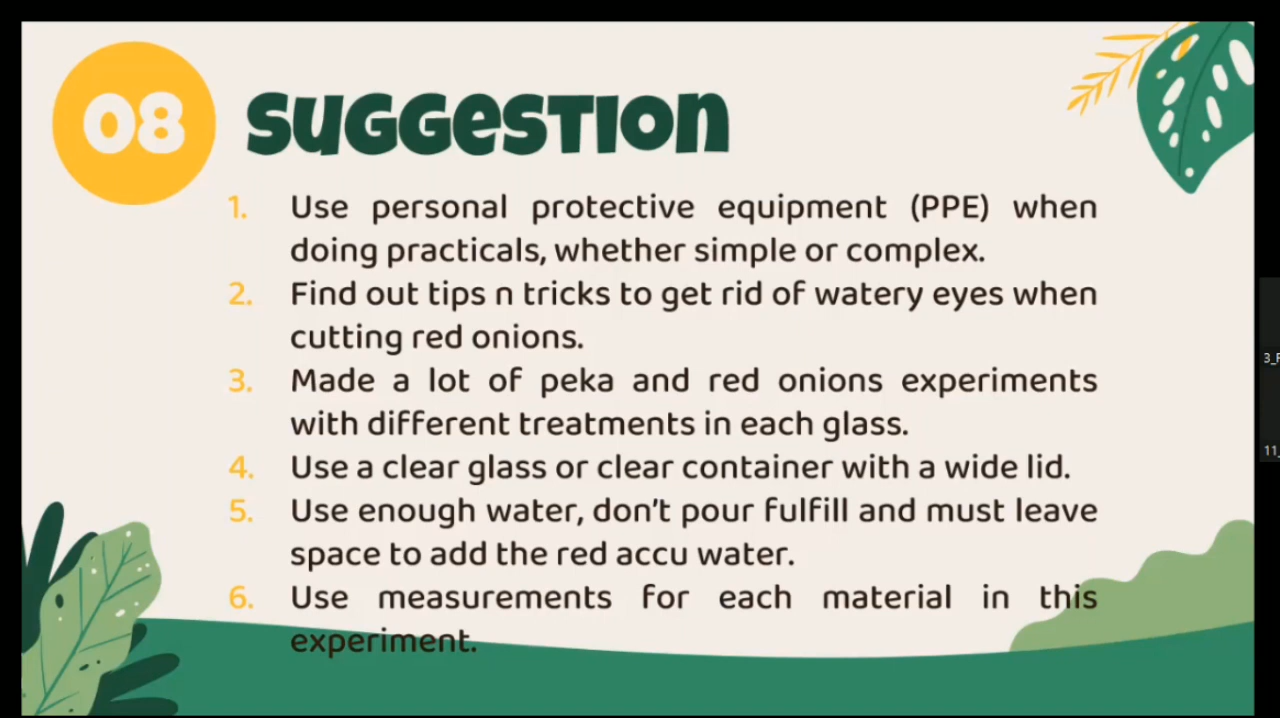 08 SUGGESTION
1. Use personal protective equipment (PPE) when
doing practicals, whether simple or complex.
2. Find out tips n tricks to get rid of watery eyes when
cutting red onions.
3. Made a lot of peka and red onions experiments
with different treatments in each glass.
4. Use a clear glass or clear container with a wide lid.
5. Use enough water, don't pour fulfill and must leave
space to add the red accu water.
6. Use measurements for each material in this
experiment.